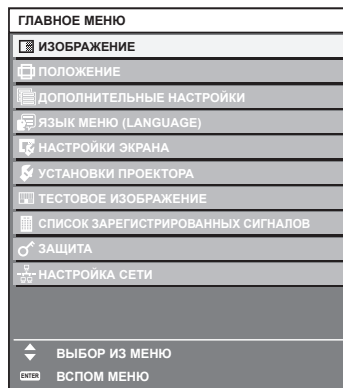 ГЛАВНОЕ МЕНЮ
ИЗОБРАЖЕНИЕ
ПОЛОЖЕНИЕ
ДОПОЛНИТЕЛЬНЫЕ НАСТРОЙКИ
ЯЗЫК МЕНЮ (LANGUAGE)
НАСТРОЙКИ ЭКРАНА
УСТАНОВКИ ПРОЕКТОРА
ТЕСТОВОЕ ИЗОБРАЖЕНИЕ
СПИСОК ЗАРЕГИСТРИРОВАННЫХ СИГНАЛОВ
ЗАЩИТА
НАСТРОЙКА СЕТИ
ВЫБОР ИЗ МЕНЮ
ENTER ВСПОМ МЕНЮ